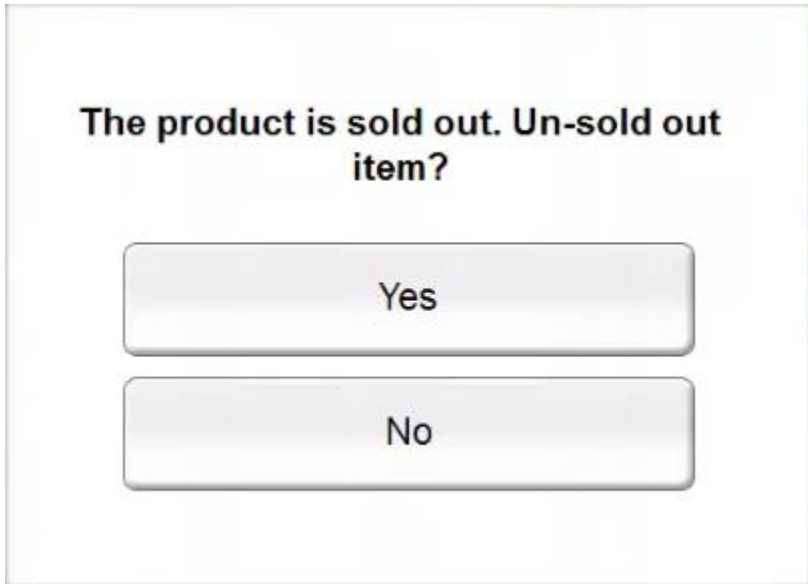 The product is sold out. Un-sold out
item?
Yes
No